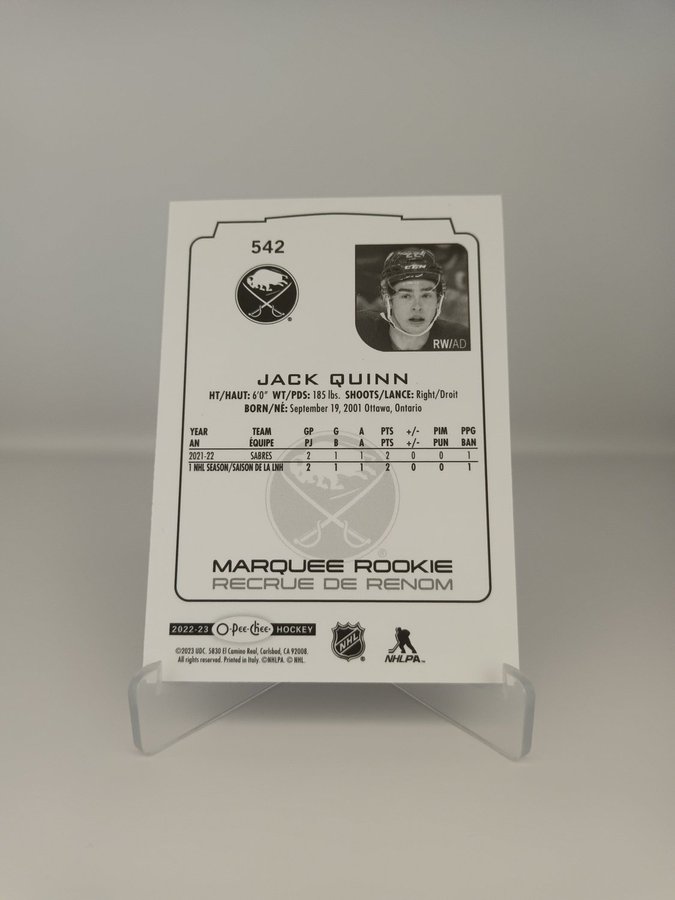 542
CCM
RW/AD
JACK QUINN
HT/HAUT: 6'0" WT/PDS: 185 lbs. SHOOTS/LANCE: Right/Droit
BORN/NÉ: September 19, 2001 Ottawa, Ontario
YEAR TEAM GP G A PTS +/- PIM PPG
AN ÉQUIPE PJ B A PTS +/- PUN BAN
2021-22 SABRES 2 1 1 2 0 0 1
1 NHL SEASON/SAISON DE LA LNH 2 1 1 2 0 0 1
MARQUEE ROOKIE
RECRUE DE RENOM
2022-23 O-Pee-Chee HOCKEY
©2023 UDC. 5830 El Camino Real, Carlsbad, CA 92008.
All rights reserved. Printed in Italy. ©NHLPA. © NHL.
NHL
NHLPA